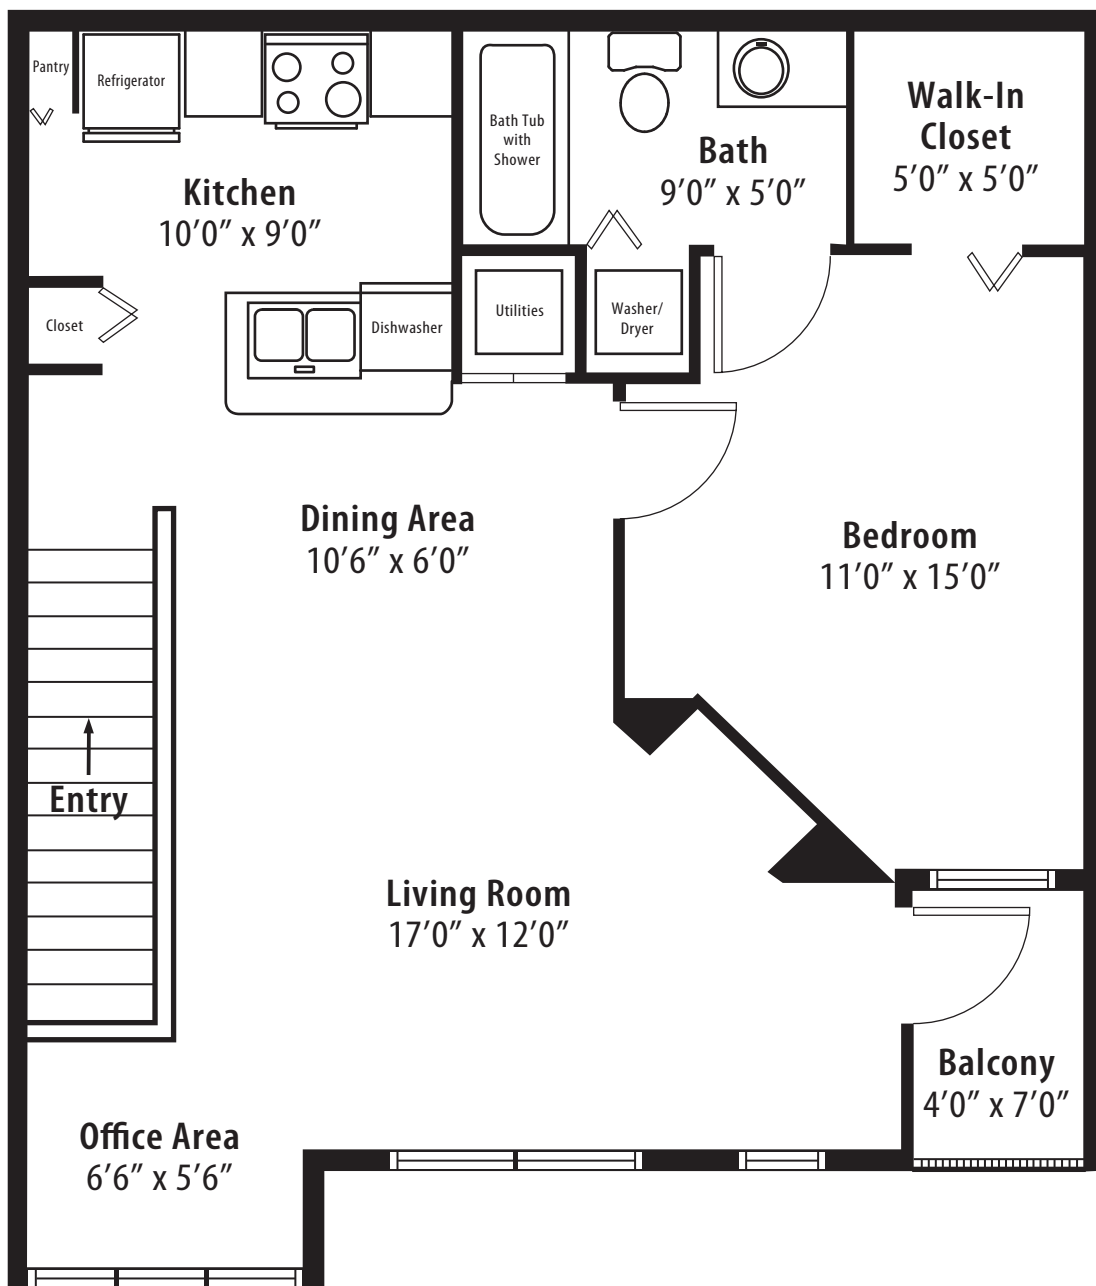 Pantry
Refrigerator
Kitchen
10’0” x 9’0”
Bath Tub
with
Shower
Bath
9’0” x 5’0”
Walk-In
Closet
5’0” x 5’0”
Closet
Dishwasher
Utilities
Washer/
Dryer
Dining Area
10’6” x 6’0”
Bedroom
11’0” x 15’0”
Entry
Living Room
17’0” x 12’0”
Balcony
4’0” x 7’0”
Office Area
6’6” x 5’6”